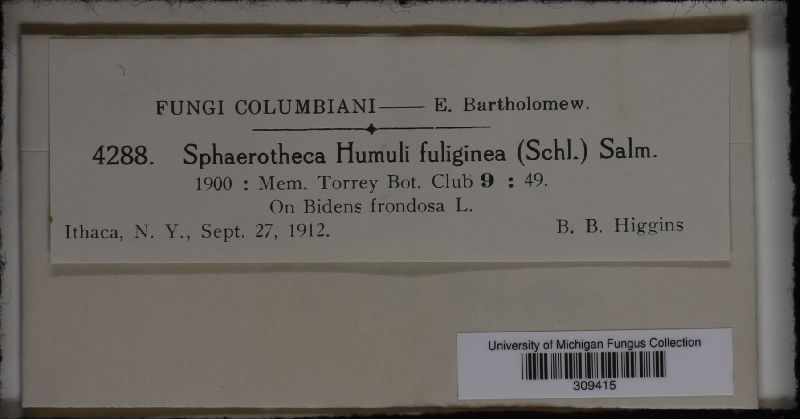 FUNGI COLUMBIANI—— E. Bartholomew.
4288. Sphaerotheca Humuli fuliginea (Schl.) Salm.
1900 : Mem. Torrey Bot. Club 9 : 49.
On Bidens frondosa L.
Ithaca, N. Y., Sept. 27, 1912. B. B. Higgins
University of Michigan Fungus Collection
309415